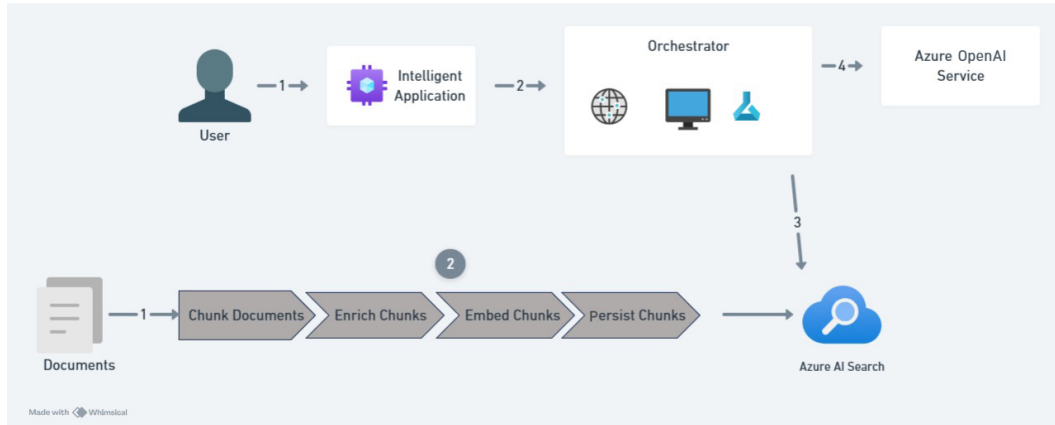 User
1
Intelligent
Application
2
Orchestrator
4
Azure OpenAI
Service
3
2
Documents
1
Chunk Documents
Enrich Chunks
Embed Chunks
Persist Chunks
Azure AI Search
Made with Whimsical